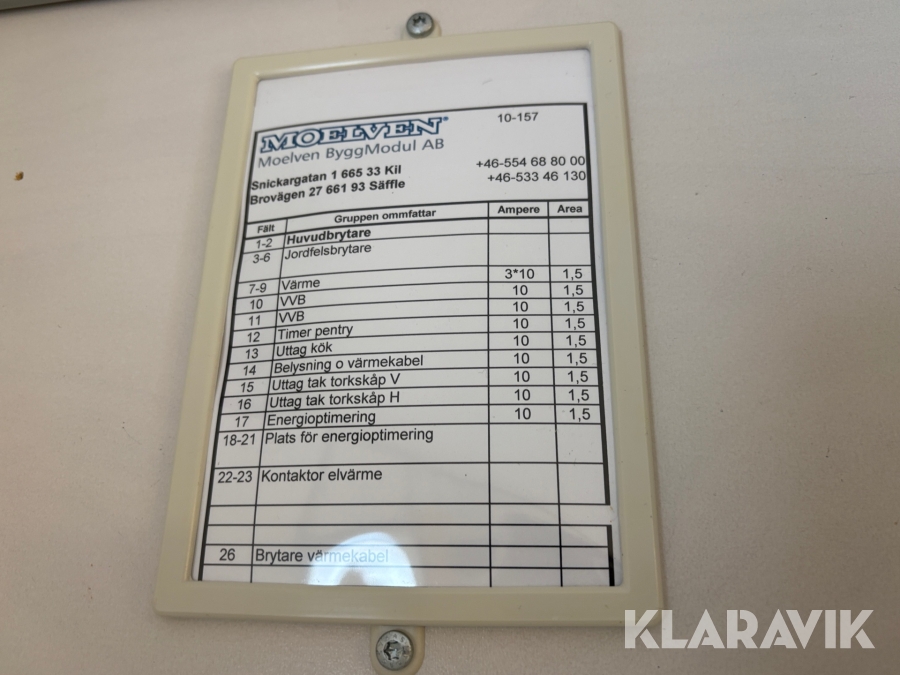 MOELVEN®
10-157
Moelven ByggModul AB
Snickargatan 1 665 33 Kil +46-554 68 80 00
Brovägen 27 661 93 Säffle +46-533 46 130
Fält Gruppen ommfattar Ampere Area
1-2 Huvudbrytare
3-6 Jordfelsbrytare
7-9 Värme 3*10 1,5
10 VVB 10 1,5
11 VVB 10 1,5
12 Timer pentry 10 1,5
13 Uttag kök 10 1,5
14 Belysning o värmekabel 10 1,5
15 Uttag tak torkskåp V 10 1,5
16 Uttag tak torkskåp H 10 1,5
17 Energioptimering 10 1,5
18-21 Plats för energioptimering
22-23 Kontaktor elvärme
26 Brytare värmekabel
KLARAVIK